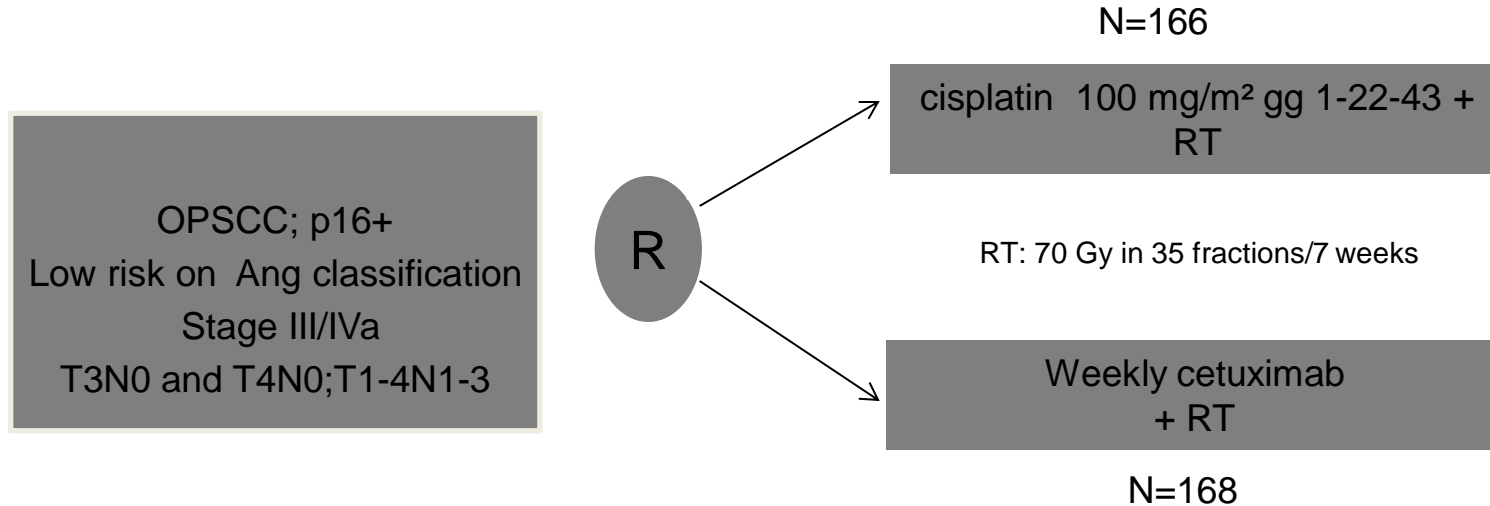 N=166
cisplatin 100 mg/m² gg 1-22-43 +
RT
OPSCC; p16+
Low risk on Ang classification
Stage III/IVa
T3N0 and T4N0;T1-4N1-3
R
RT: 70 Gy in 35 fractions/7 weeks
Weekly cetuximab
+ RT
N=168